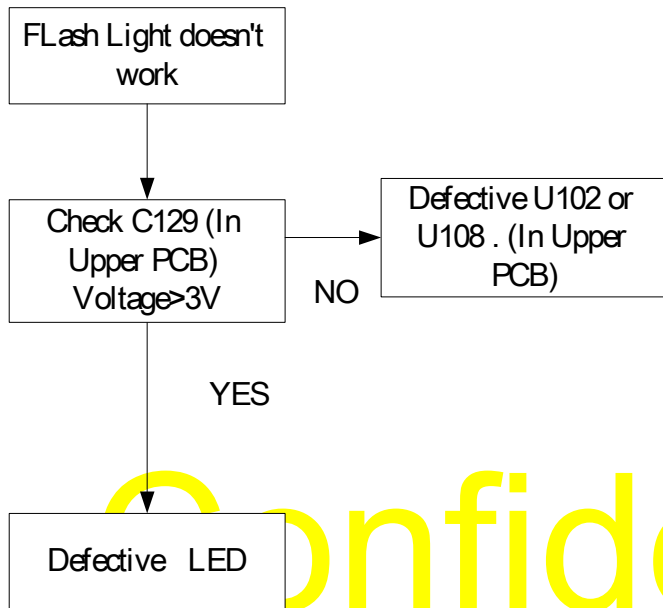 FLash Light doesn't
work
Check C129 (In
Upper PCB)
Voltage>3V
NO
Defective U102 or
U108 . (In Upper
PCB)
YES
Defective LED
Confide